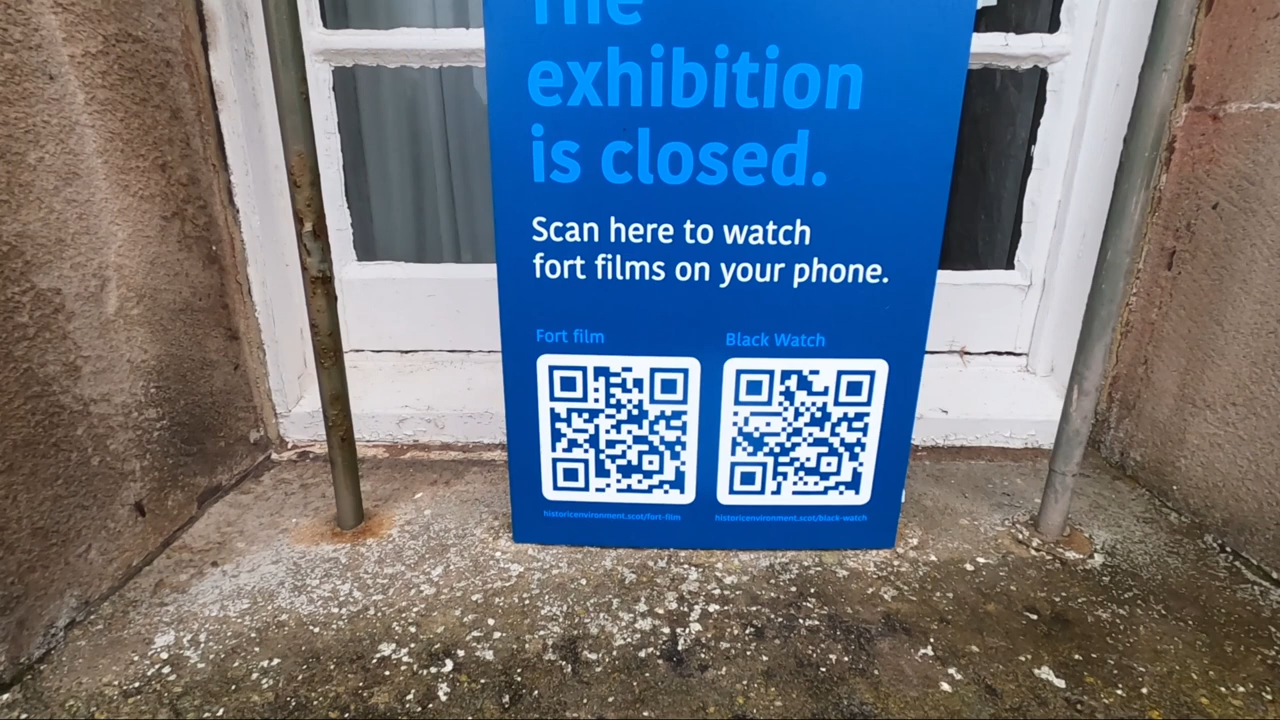 The
exhibition
is closed.
Scan here to watch
fort films on your phone.
Fort film
Black Watch
historicenvironment.scot/fort-film
historicenvironment.scot/black-watch